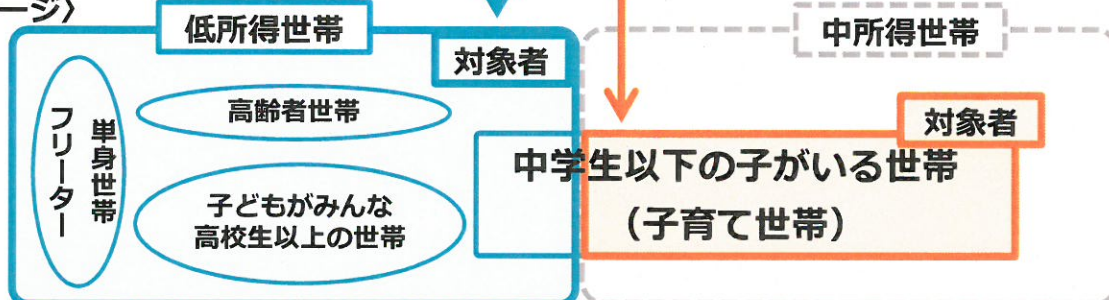 ージ〉
低所得世帯
対象者
中所得世帯
対象者
単身世帯
フリーター
高齢者世帯
子どもがみんな
高校生以上の世帯
中学生以下の子がいる世帯
（子育て世帯）